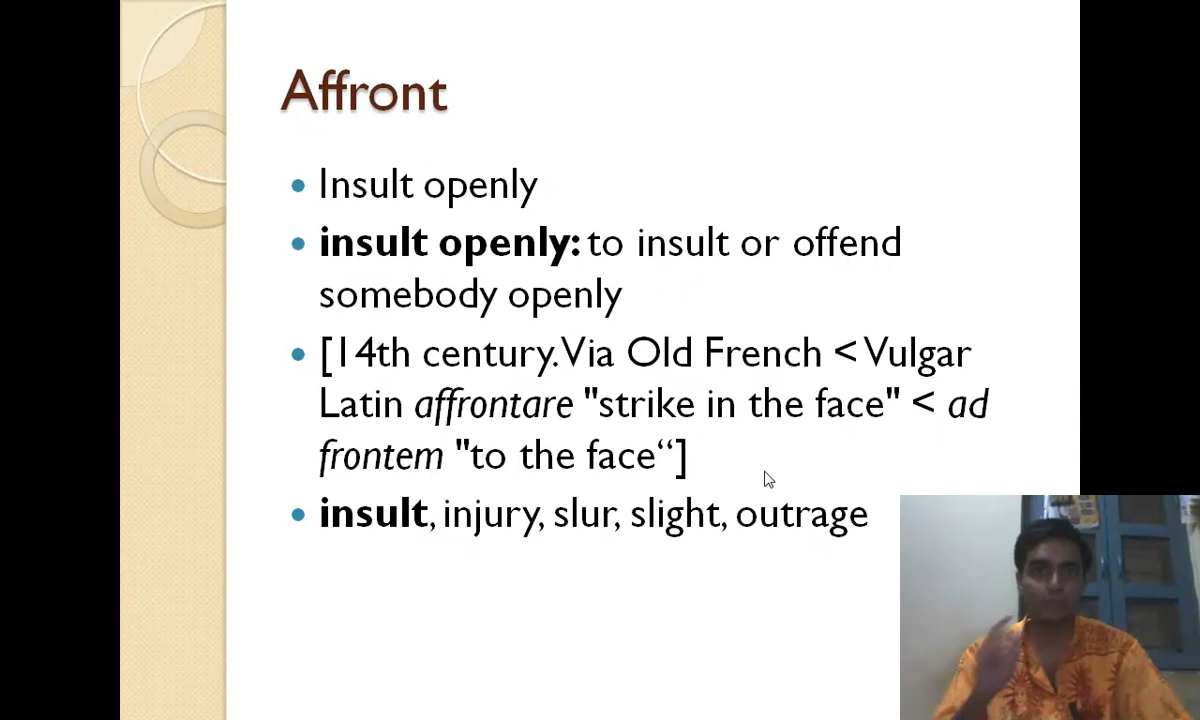 Affront
• Insult openly
• insult openly: to insult or offend
somebody openly
• [14th century. Via Old French < Vulgar
Latin affrontare "strike in the face" < ad
frontem "to the face“]
• insult, injury, slur, slight, outrage